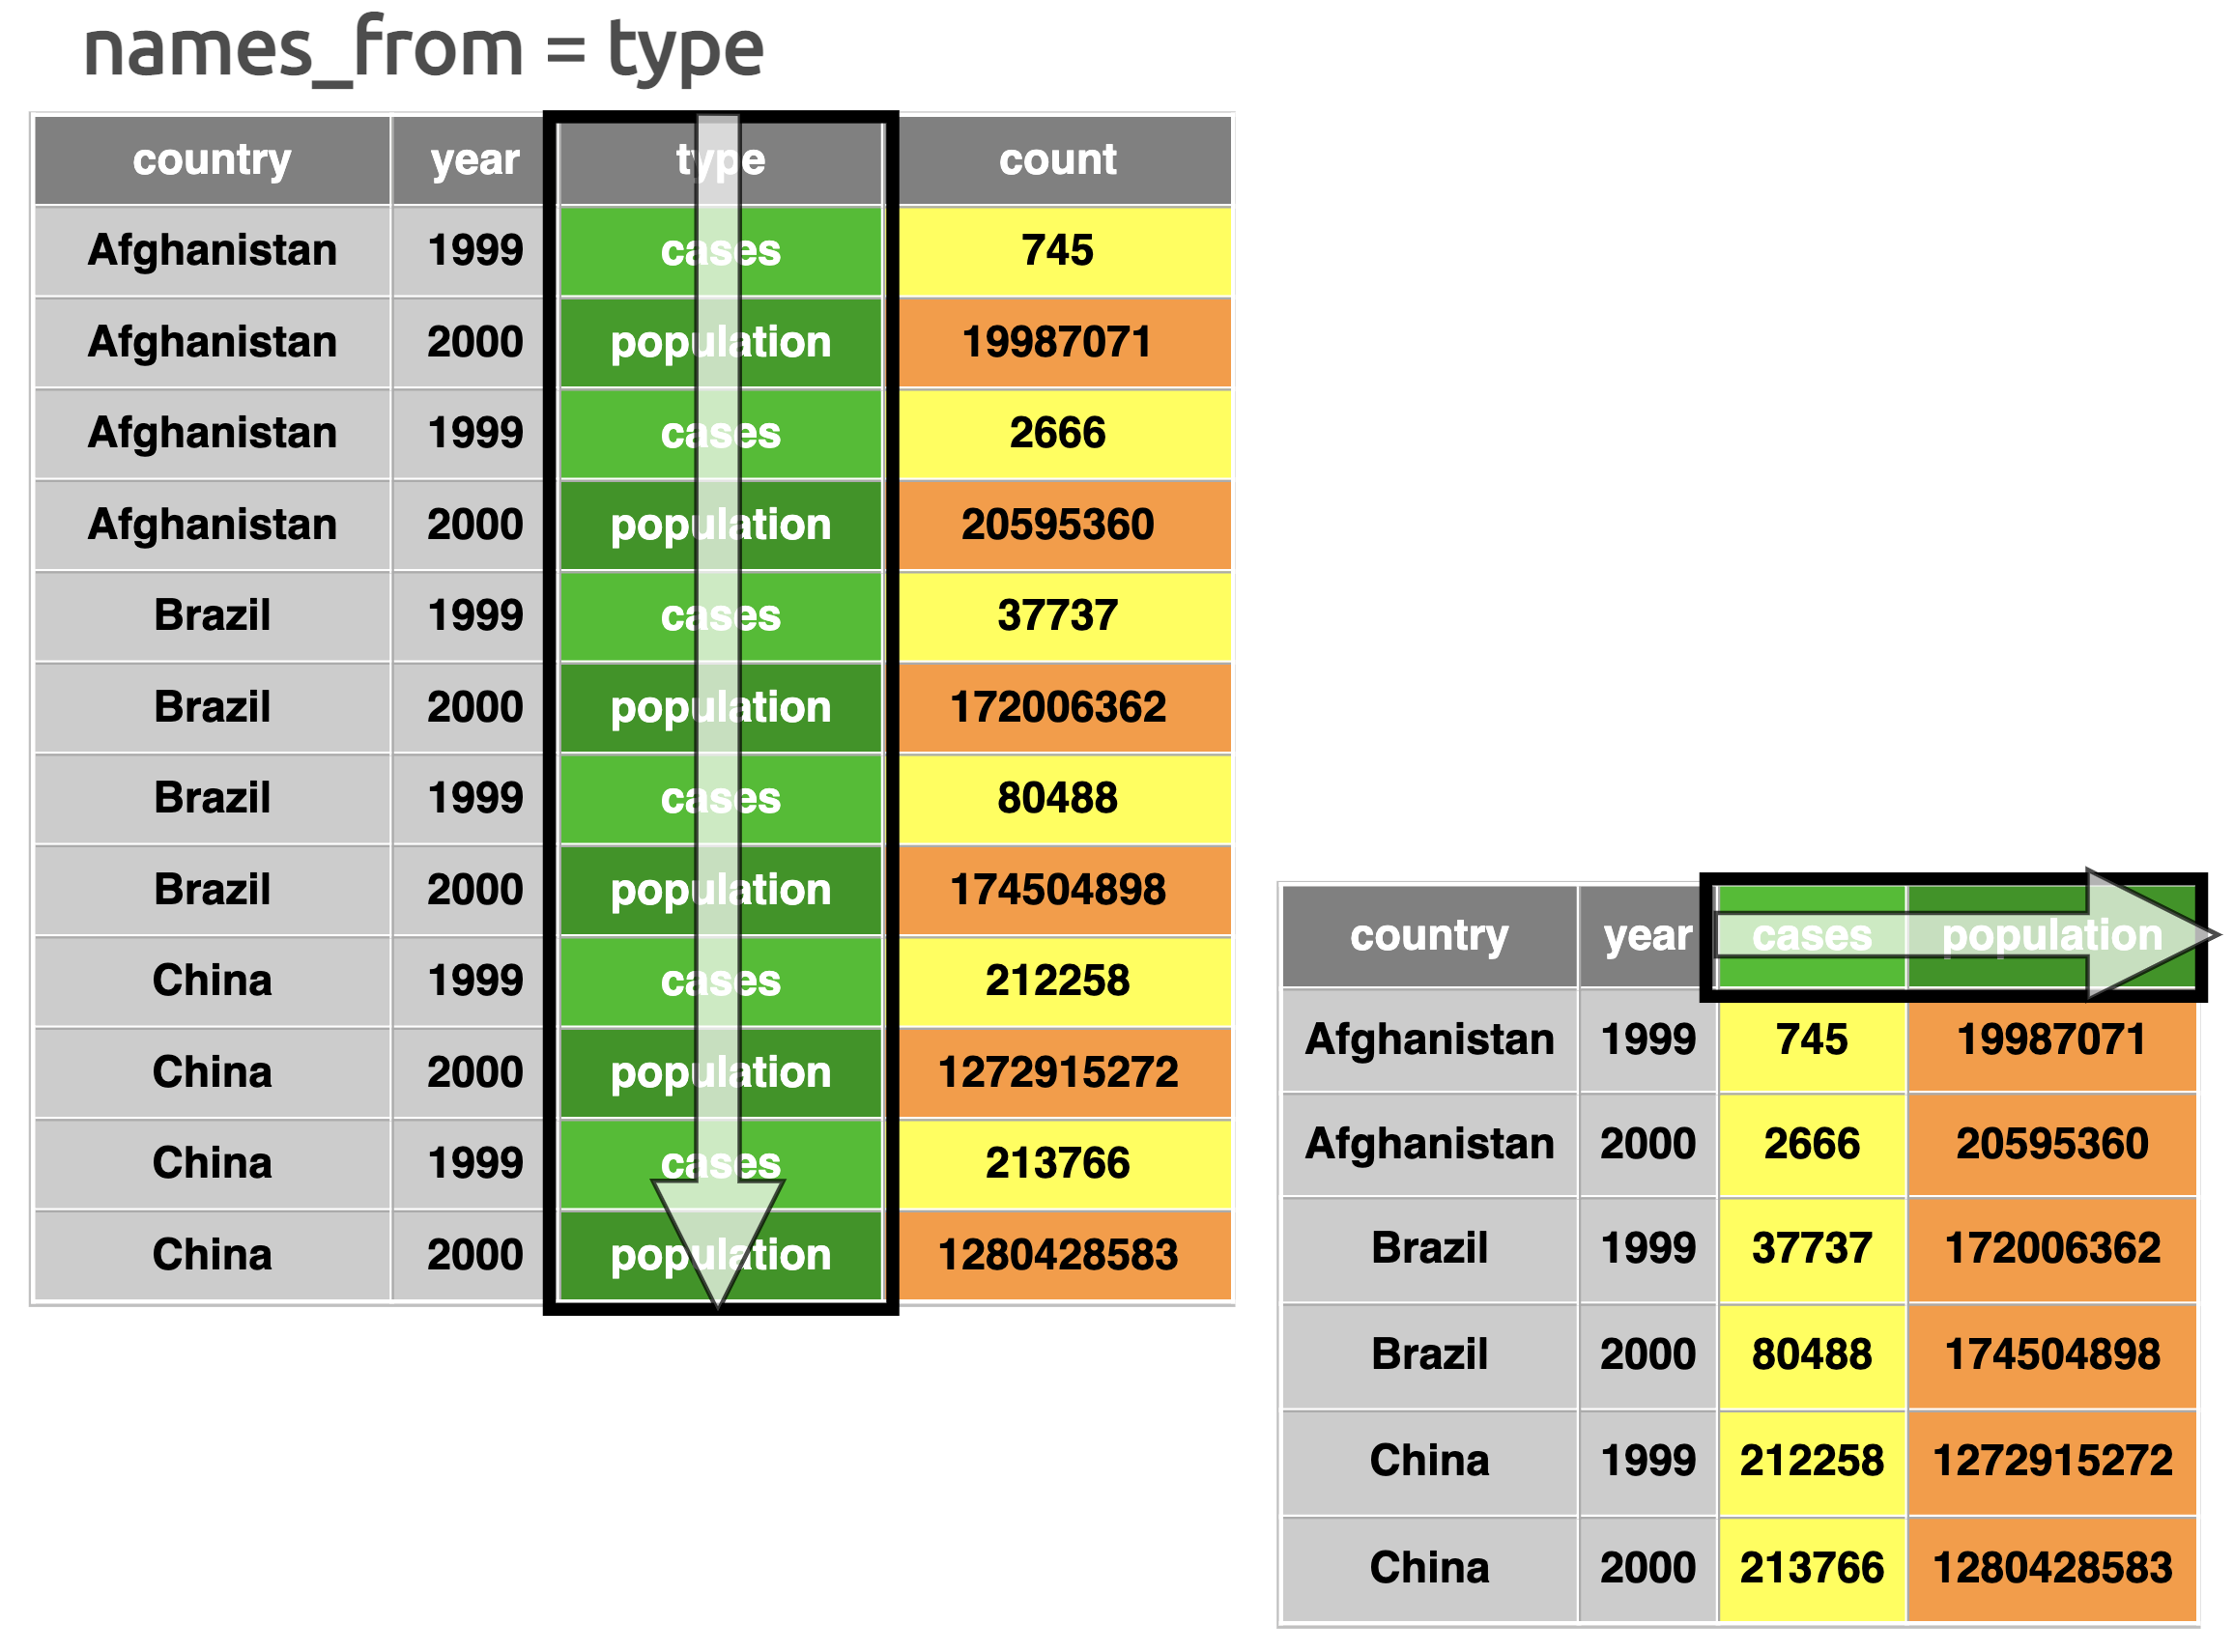 names_from = type
country year type count
Afghanistan 1999 cases 745
Afghanistan 2000 population 19987071
Afghanistan 1999 cases 2666
Afghanistan 2000 population 20595360
Brazil 1999 cases 37737
Brazil 2000 population 172006362
Brazil 1999 cases 80488
Brazil 2000 population 174504898
China 1999 cases 212258
China 2000 population 1272915272
China 1999 cases 213766
China 2000 population 1280428583
country year cases population
Afghanistan 1999 745 19987071
Afghanistan 2000 2666 20595360
Brazil 1999 37737 172006362
Brazil 2000 80488 174504898
China 1999 212258 1272915272
China 2000 213766 1280428583